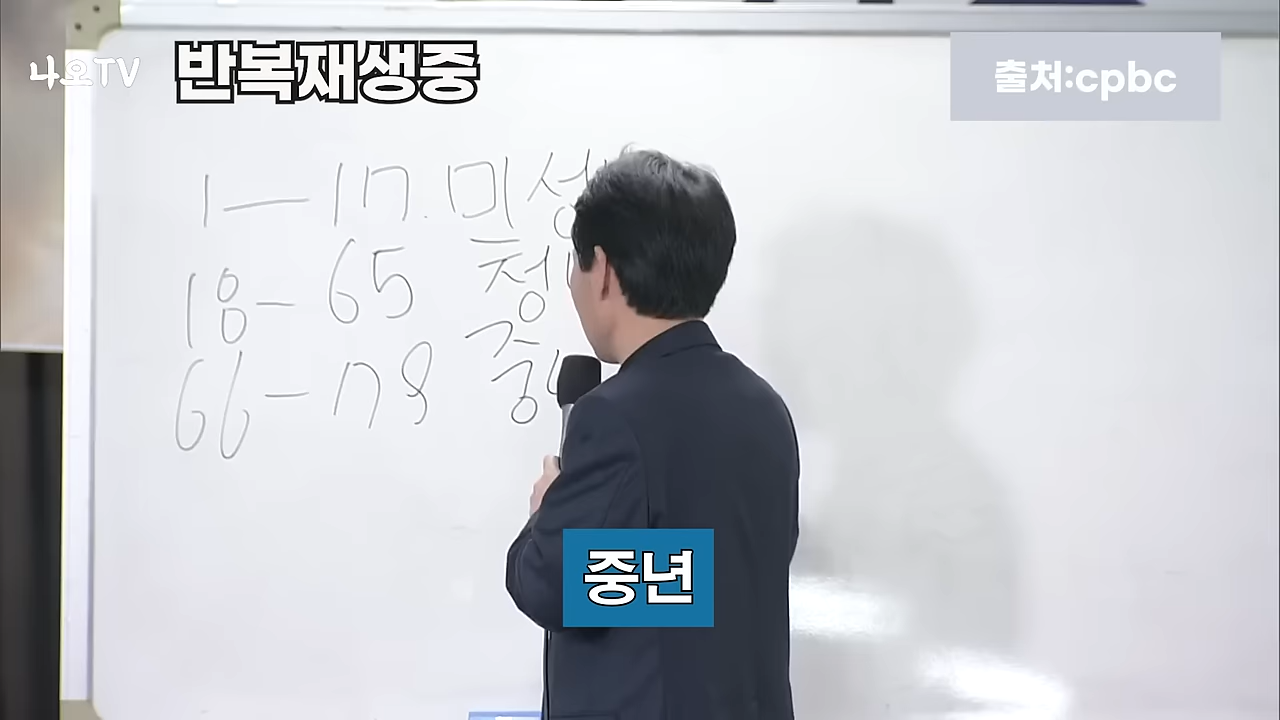 나오TV
반복재생중
출처:cpbc
1 — 17. 미성
18 - 65 청
66 - 79 중
중년